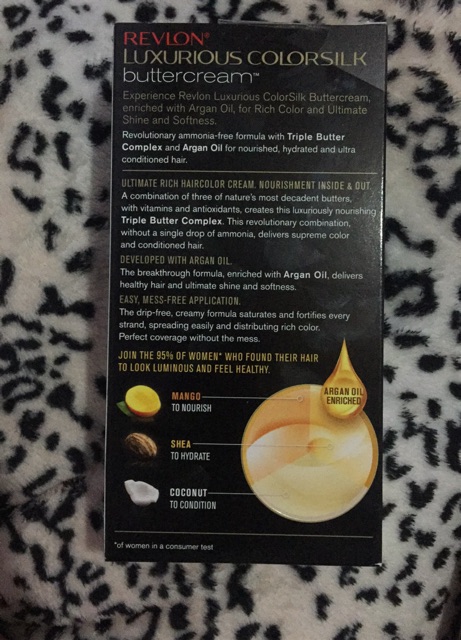 REVLON®
LUXURIOUS COLORSILK
buttercream™
Experience Revlon Luxurious ColorSilk Buttercream,
enriched with Argan Oil, for Rich Color and Ultimate
Shine and Softness.
Revolutionary ammonia-free formula with Triple Butter
Complex and Argan Oil for nourished, hydrated and ultra
conditioned hair.
ULTIMATE RICH HAIRCOLOR CREAM. NOURISHMENT INSIDE & OUT.
A combination of three of nature's most decadent butters,
with vitamins and antioxidants, creates this luxuriously nourishing
Triple Butter Complex. This revolutionary combination,
without a single drop of ammonia, delivers supreme color
and conditioned hair.
DEVELOPED WITH ARGAN OIL.
The breakthrough formula, enriched with Argan Oil, delivers
healthy hair and ultimate shine and softness.
EASY, MESS-FREE APPLICATION.
The drip-free, creamy formula saturates and fortifies every
strand, spreading easily and distributing rich color.
Perfect coverage without the mess.
JOIN THE 95% OF WOMEN* WHO FOUND THEIR HAIR
TO LOOK LUMINOUS AND FEEL HEALTHY.
ARGAN OIL
ENRICHED
MANGO
TO NOURISH
SHEA
TO HYDRATE
COCONUT
TO CONDITION
*of women in a consumer test